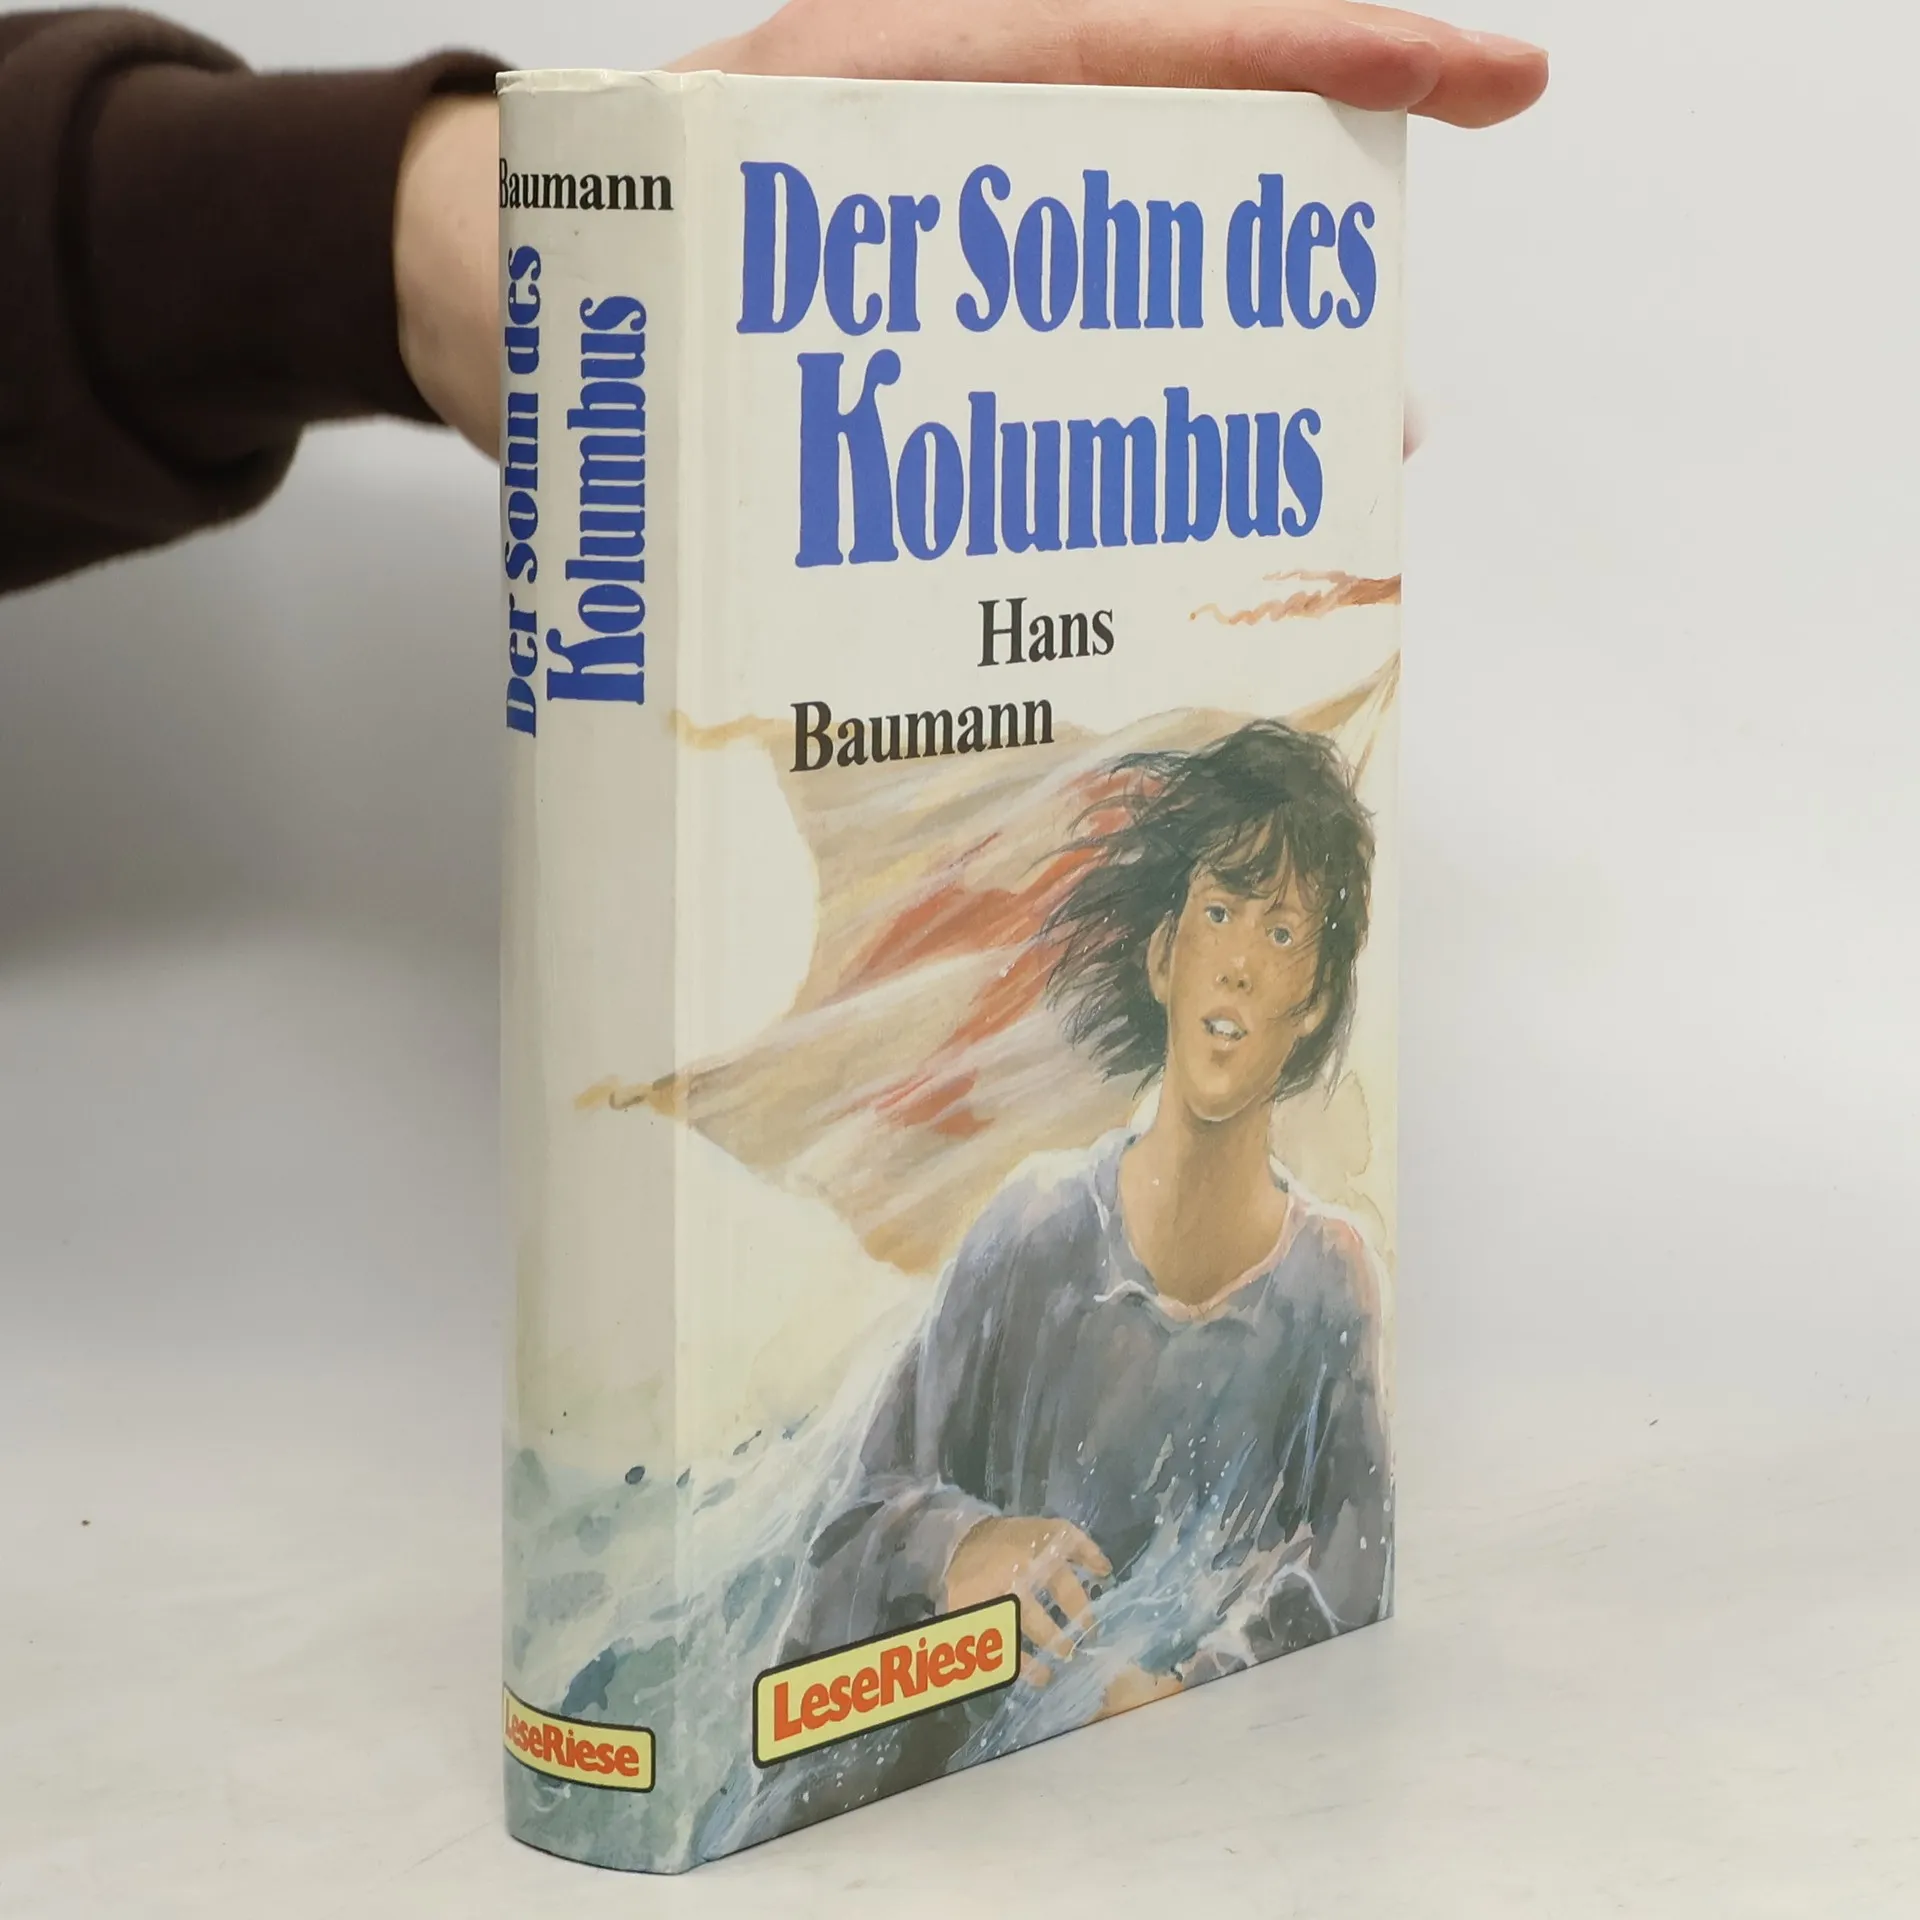 Baumann
Der Sohn des
Kolumbus
LeseRiese
Der Sohn des
Kolumbus
Hans
Baumann
LeseRiese